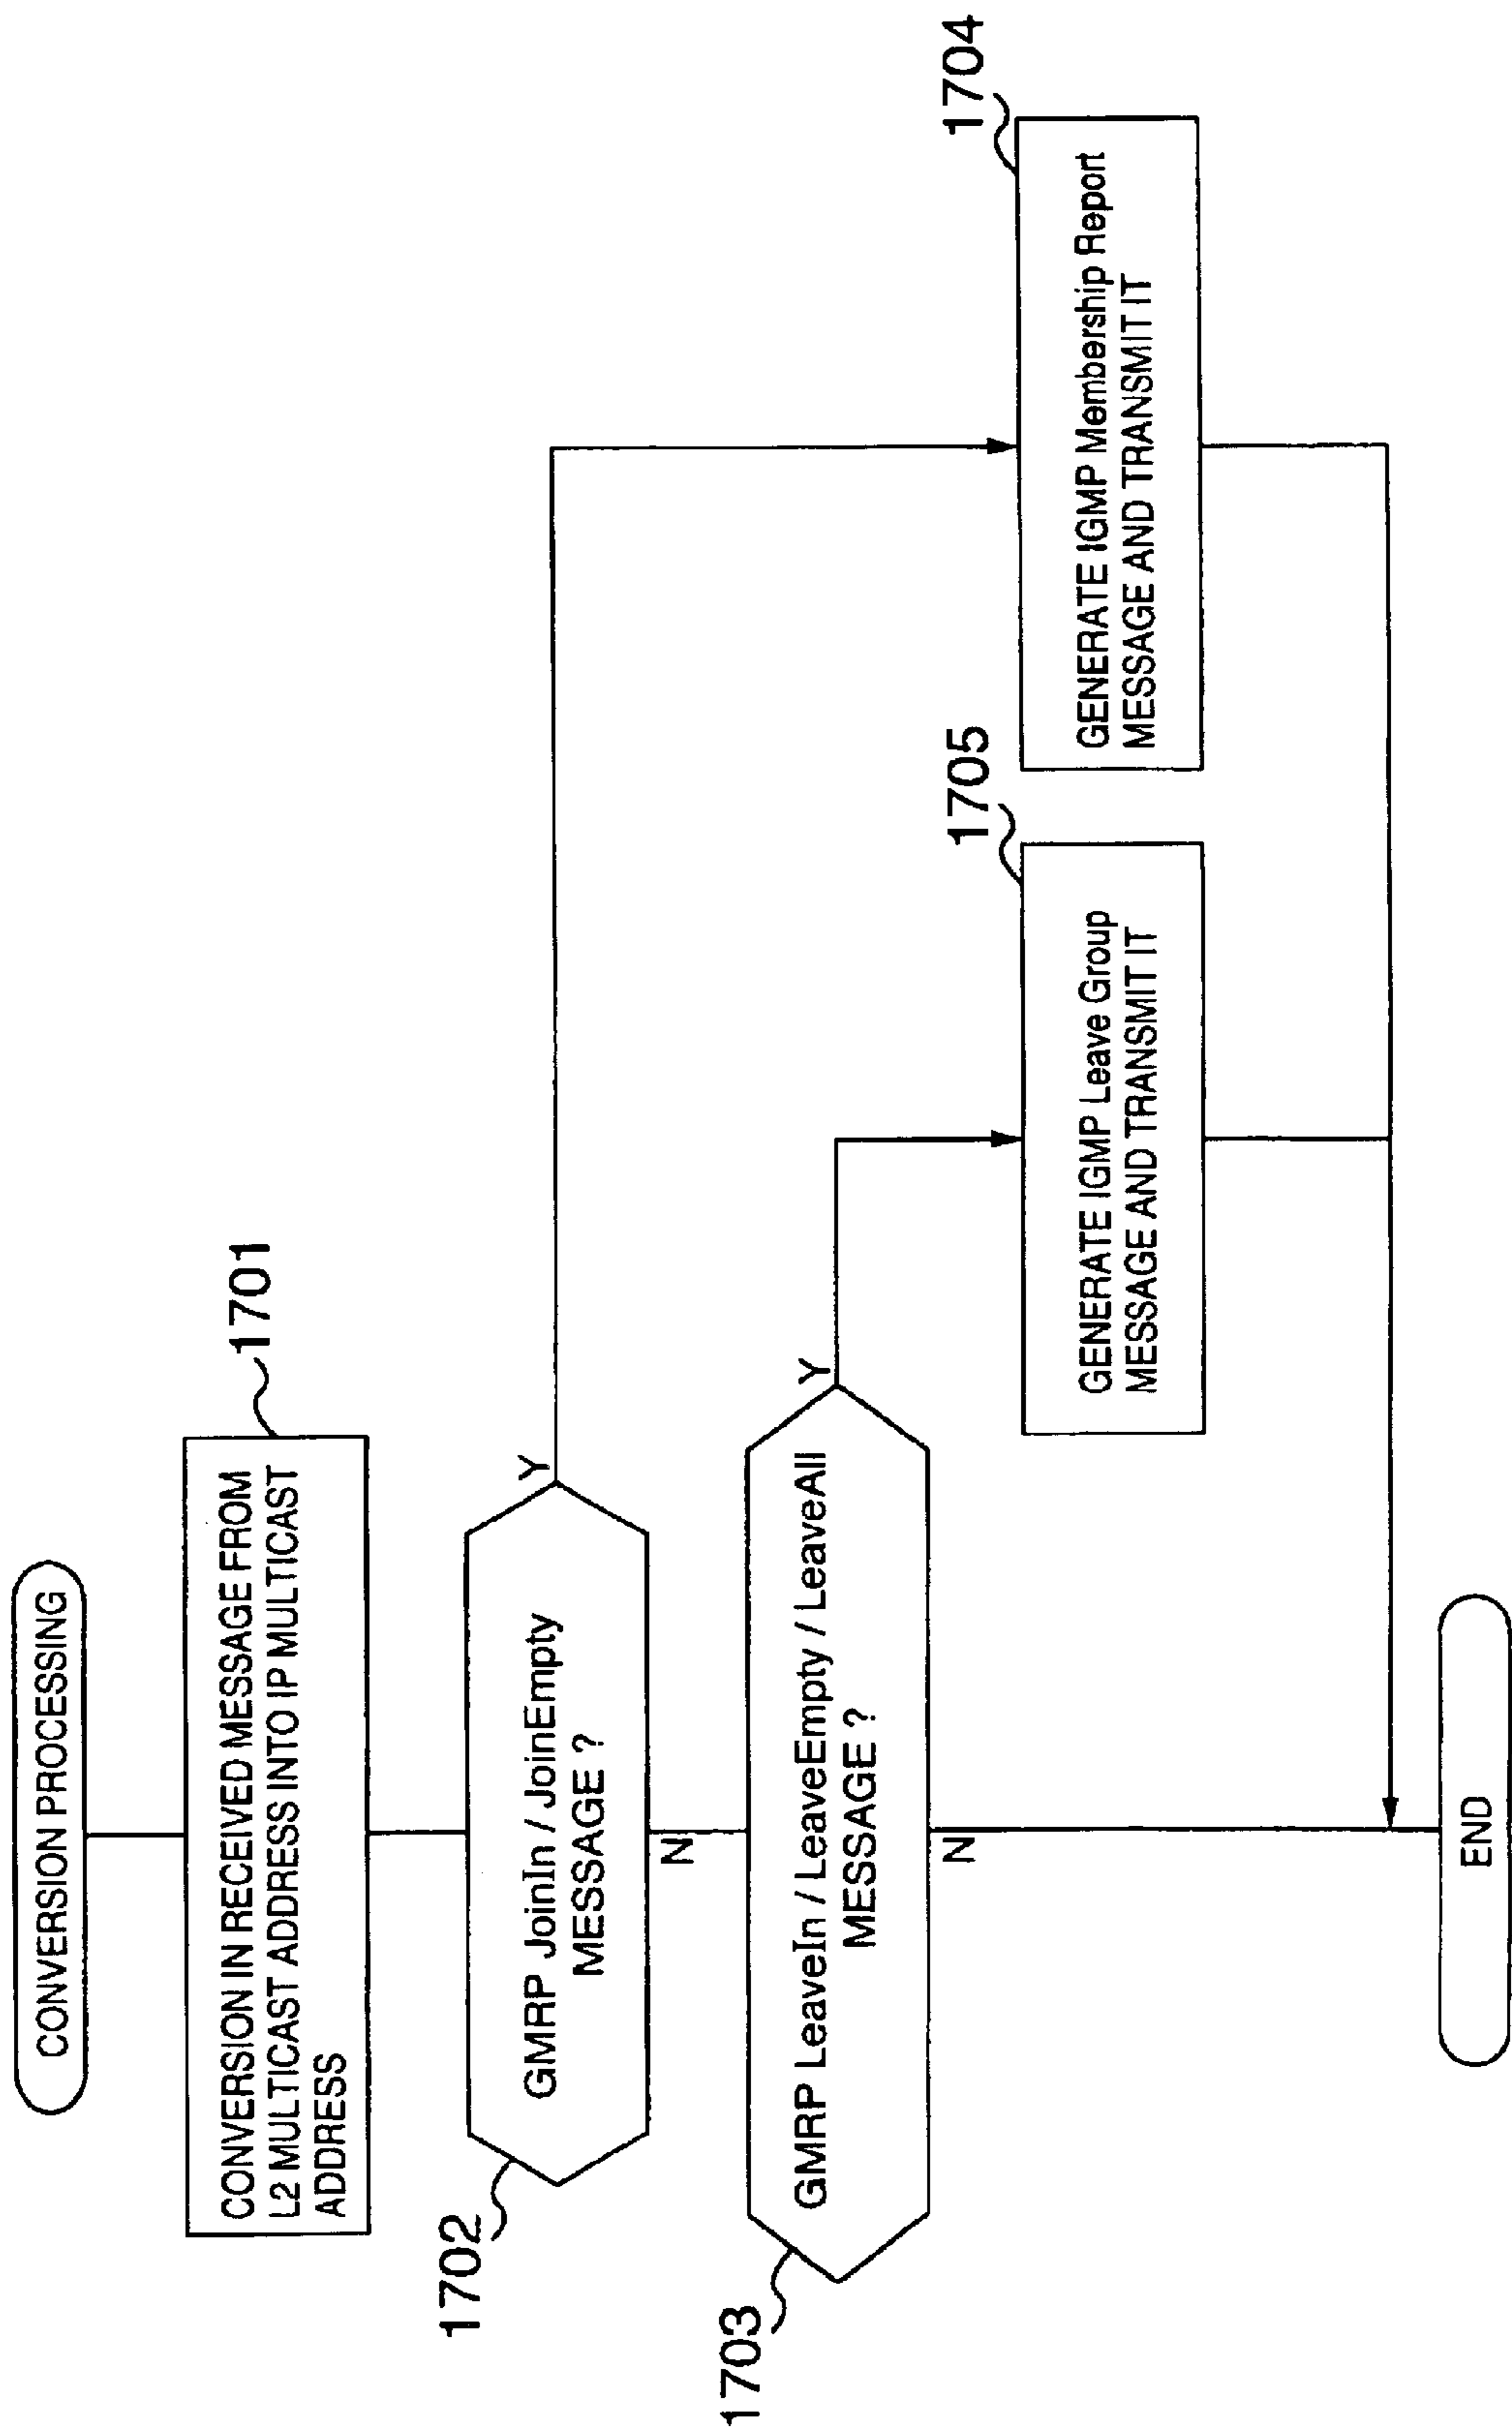 CONVERSION PROCESSING
1701
CONVERSION IN RECEIVED MESSAGE FROM
L2 MULTICAST ADDRESS INTO IP MULTICAST
ADDRESS
1702
GMRP JoinIn / JoinEmpty
MESSAGE ?
Y
N
1703
GMRP LeaveIn / LeaveEmpty / LeaveAll
MESSAGE ?
Y
N
1705
GENERATE IGMP Leave Group
MESSAGE AND TRANSMIT IT
1704
GENERATE IGMP Membership Report
MESSAGE AND TRANSMIT IT
END